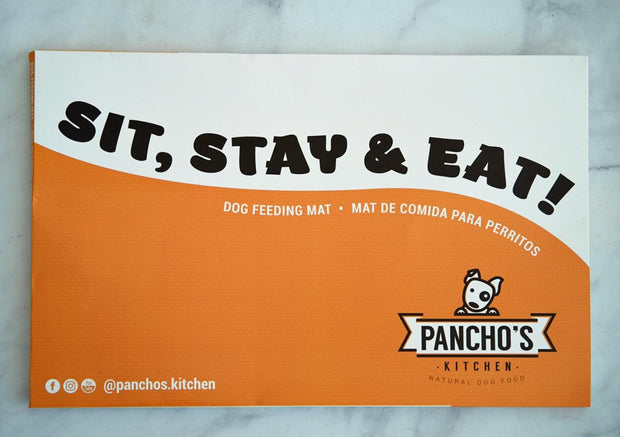 SIT, STAY & EAT!
DOG FEEDING MAT • MAT DE COMIDA PARA PERRITOS
PANCHO'S
· KITCHEN ·
NATURAL DOG FOOD
@panchos.kitchen